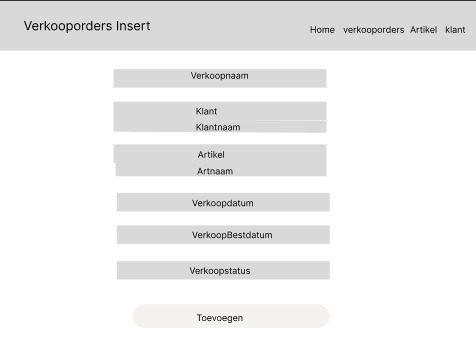 Verkooporders Insert
Home verkooporders Artikel klant
Verkoopnaam
Klant
Klantnaam
Artikel
Artnaam
Verkoopdatum
VerkoopBestdatum
Verkoopstatus
Toevoegen